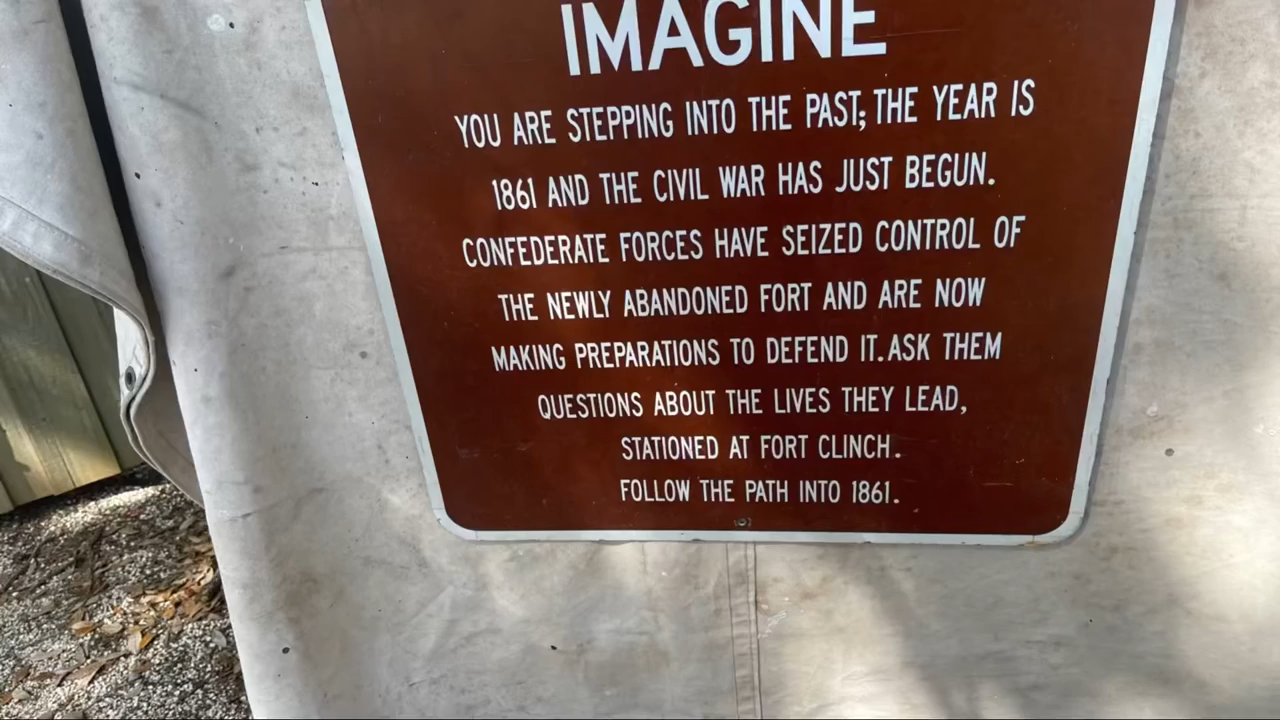 IMAGINE
YOU ARE STEPPING INTO THE PAST; THE YEAR IS
1861 AND THE CIVIL WAR HAS JUST BEGUN.
CONFEDERATE FORCES HAVE SEIZED CONTROL OF
THE NEWLY ABANDONED FORT AND ARE NOW
MAKING PREPARATIONS TO DEFEND IT. ASK THEM
QUESTIONS ABOUT THE LIVES THEY LEAD,
STATIONED AT FORT CLINCH.
FOLLOW THE PATH INTO 1861.